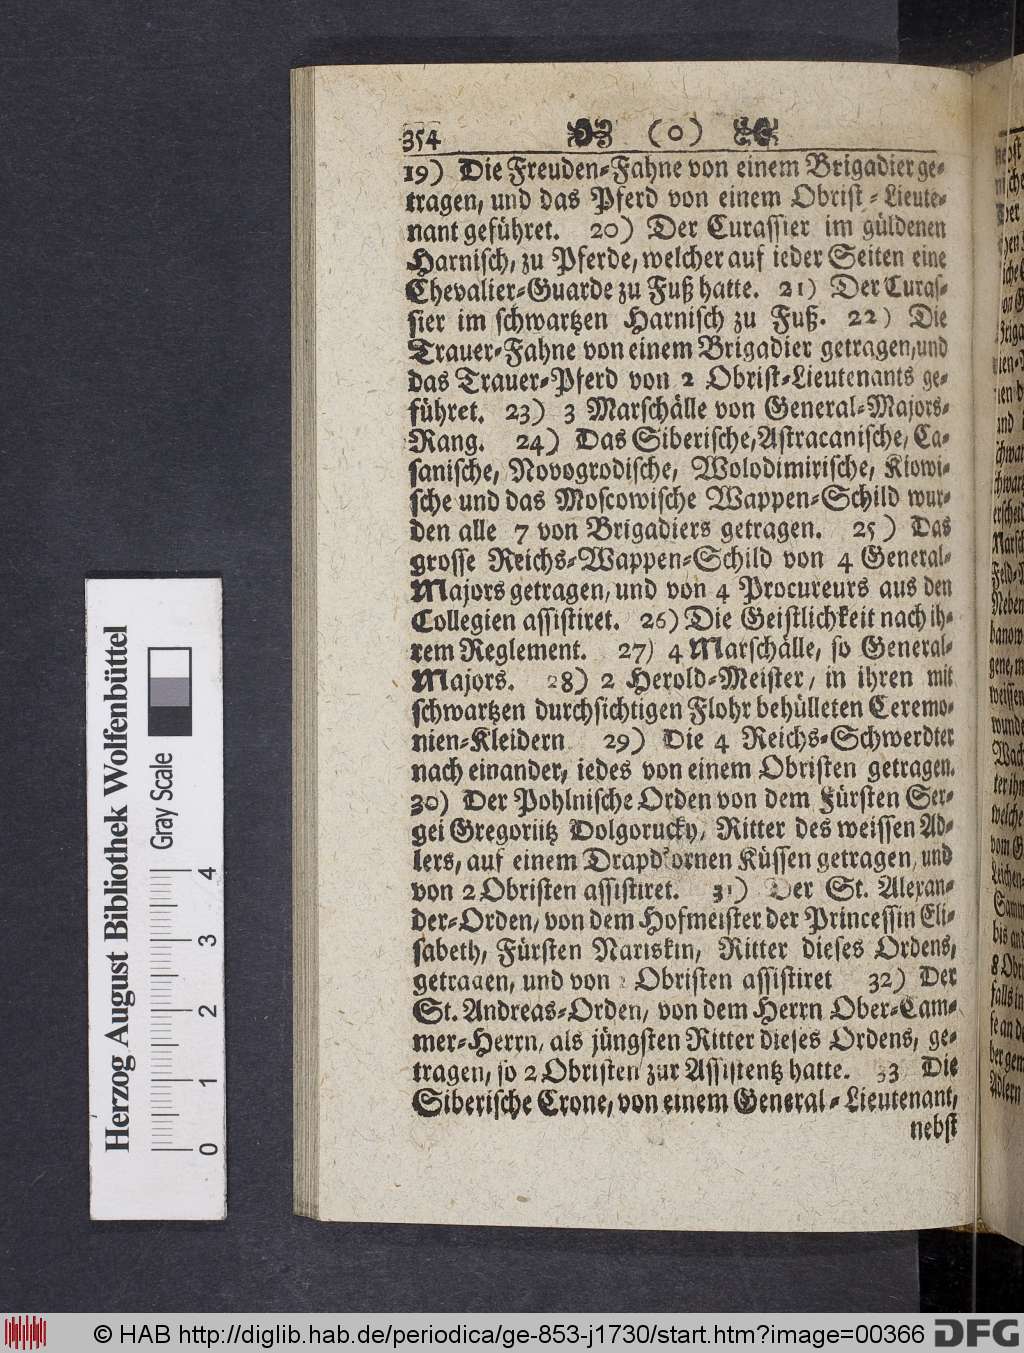 354 (0)
19) Die Freuden-Fahne von einem Brigadier ge-
tragen, und das Pferd von einem Obrist-Lieute-
nant geführet. 20) Der Curassier im güldenen
Harnisch, zu Pferde, welcher auf ieder Seiten eine
Chevalier-Guarde zu Fuß hatte. 21) Der Curas-
sier im schwartzen Harnisch zu Fuß. 22) Die
Trauer-Fahne von einem Brigadier getragen, und
das Trauer-Pferd von 2 Obrist-Lieutenants ge-
führet. 23) 3 Marschälle von General-Majors-
Rang. 24) Das Siberische, Astracanische, Ca-
sanische, Novogrodische, Wolodimirische, Kiowi-
sche und das Moscowische Wappen-Schild wur-
den alle 7 von Brigadiers getragen. 25) Das
grosse Reichs-Wappen-Schild von 4 General-
Majors getragen, und von 4 Procureurs aus den
Collegien assistiret. 26) Die Geistlichkeit nach ih-
rem Reglement. 27) 4 Marschälle, so General-
Majors. 28) 2 Herold-Meister, in ihren mit
schwartzen durchsichtigen Flohr behülleten Ceremo-
nien-Kleidern 29) Die 4 Reichs-Schwerdter
nach einander, iedes von einem Obristen getragen.
30) Der Pohlnische Orden von dem Fürsten Ser-
gei Gregoriitz Dolgorucky, Ritter des weissen Ad-
lers, auf einem Drapd'ornen Küssen getragen, und
von 2 Obristen assistiret. 31) Der St. Alexan-
der-Orden, von dem Hofmeister der Princessin Eli-
sabeth, Fürsten Nariskin, Ritter dieses Ordens,
getragen, und von 2 Obristen assistiret 32) Der
St. Andreas-Orden, von dem Herrn Ober-Cam-
mer-Herrn, als jüngsten Ritter dieses Ordens, ge-
tragen, so 2 Obristen zur Assistentz hatte. 33 Die
Siberische Crone, von einem General-Lieutenant,
nebst
Herzog August Bibliothek Wolfenbüttel
Gray Scale
0 1 2 3 4
© HAB http://diglib.hab.de/periodica/ge-853-j1730/start.htm?image=00366 DFG